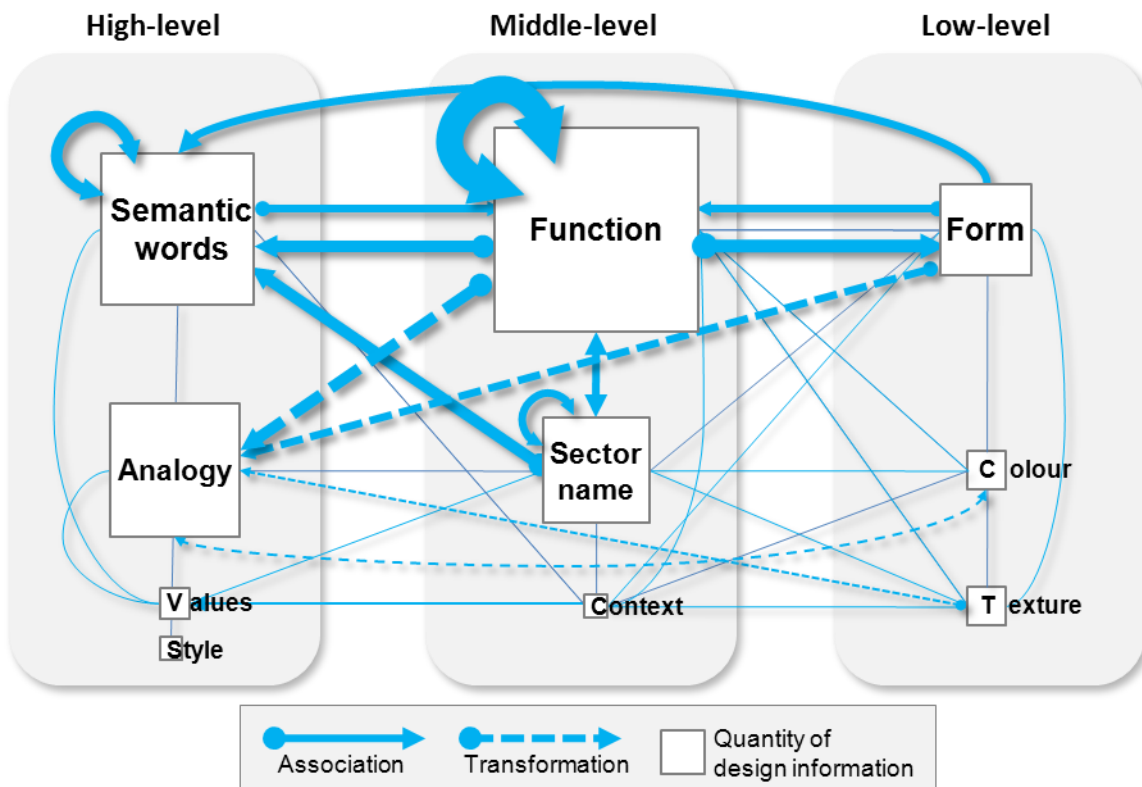 High-level
Middle-level
Low-level
Semantic
words
Function
Form
Analogy
Sector
name
Colour
Values
Context
Texture
Style
Association
Transformation
Quantity of
design information